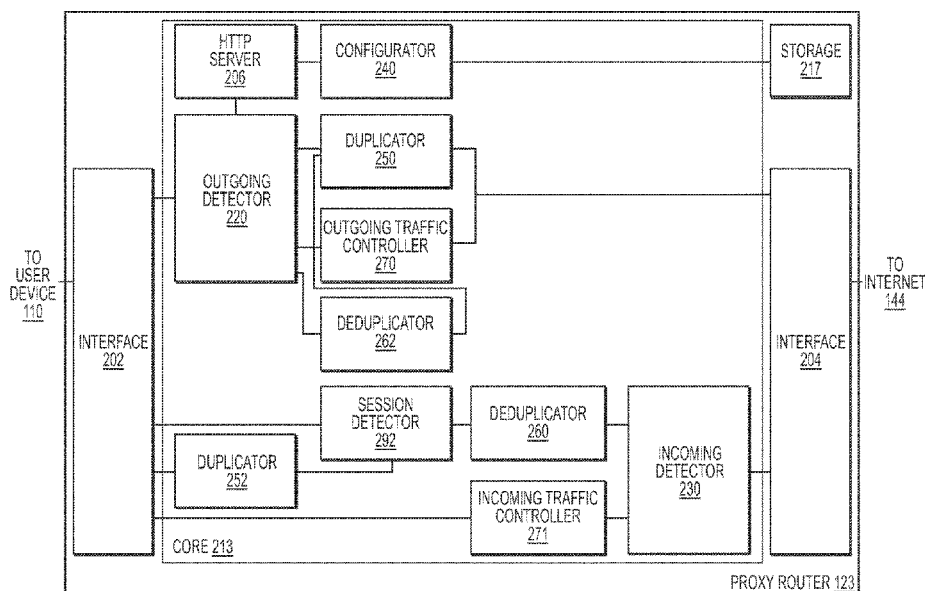 HTTP
SERVER
206
CONFIGURATOR
240
STORAGE
217
OUTGOING
DETECTOR
220
DUPLICATOR
250
OUTGOING TRAFFIC
CONTROLLER
270
DEDUPLICATOR
262
TO
USER
DEVICE
110
INTERFACE
202
TO
INTERNET
144
INTERFACE
204
SESSION
DETECTOR
292
DEDUPLICATOR
260
INCOMING
DETECTOR
230
DUPLICATOR
252
INCOMING TRAFFIC
CONTROLLER
271
CORE 213
PROXY ROUTER 123